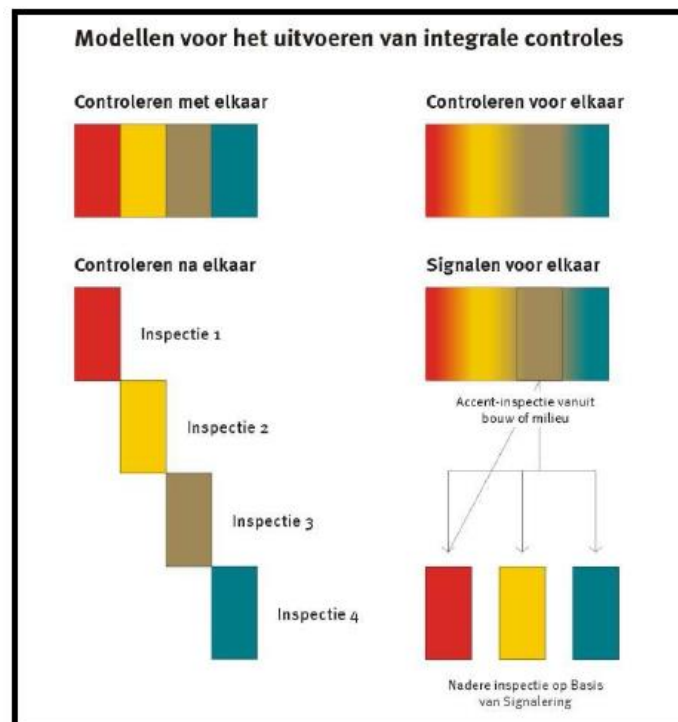 Modellen voor het uitvoeren van integrale controles
Controleren met elkaar
Controleren voor elkaar
Controleren na elkaar
Inspectie 1
Inspectie 2
Inspectie 3
Inspectie 4
Signalen voor elkaar
Accent-inspectie vanuit
bouw of milieu
Nadere inspectie op Basis
van Signalering